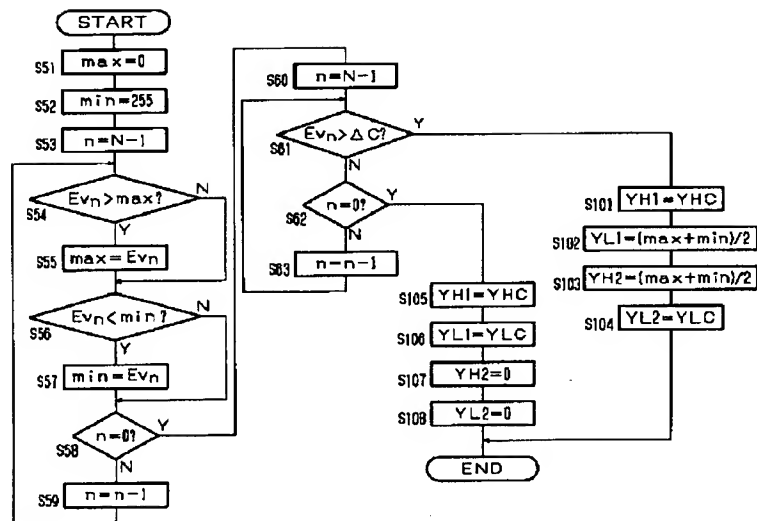 START
S51 max=0
S52 min=255
S53 n=N-1
Evn>max? N
S54 Y
S55 max=Evn
Evn<min? N
S56 Y
S57 min=Evn
n=0? Y
S58 N
S59 n=n-1
S60 n=N-1
Evn>ΔC? Y
S61 N
n=0? Y
S62 N
S63 n=n-1
S101 YH1=YHC
S102 YL1=(max+min)/2
S103 YH2=(max+min)/2
S104 YL2=YLC
S105 YH1=YHC
S106 YL1=YLC
S107 YH2=0
S108 YL2=0
END